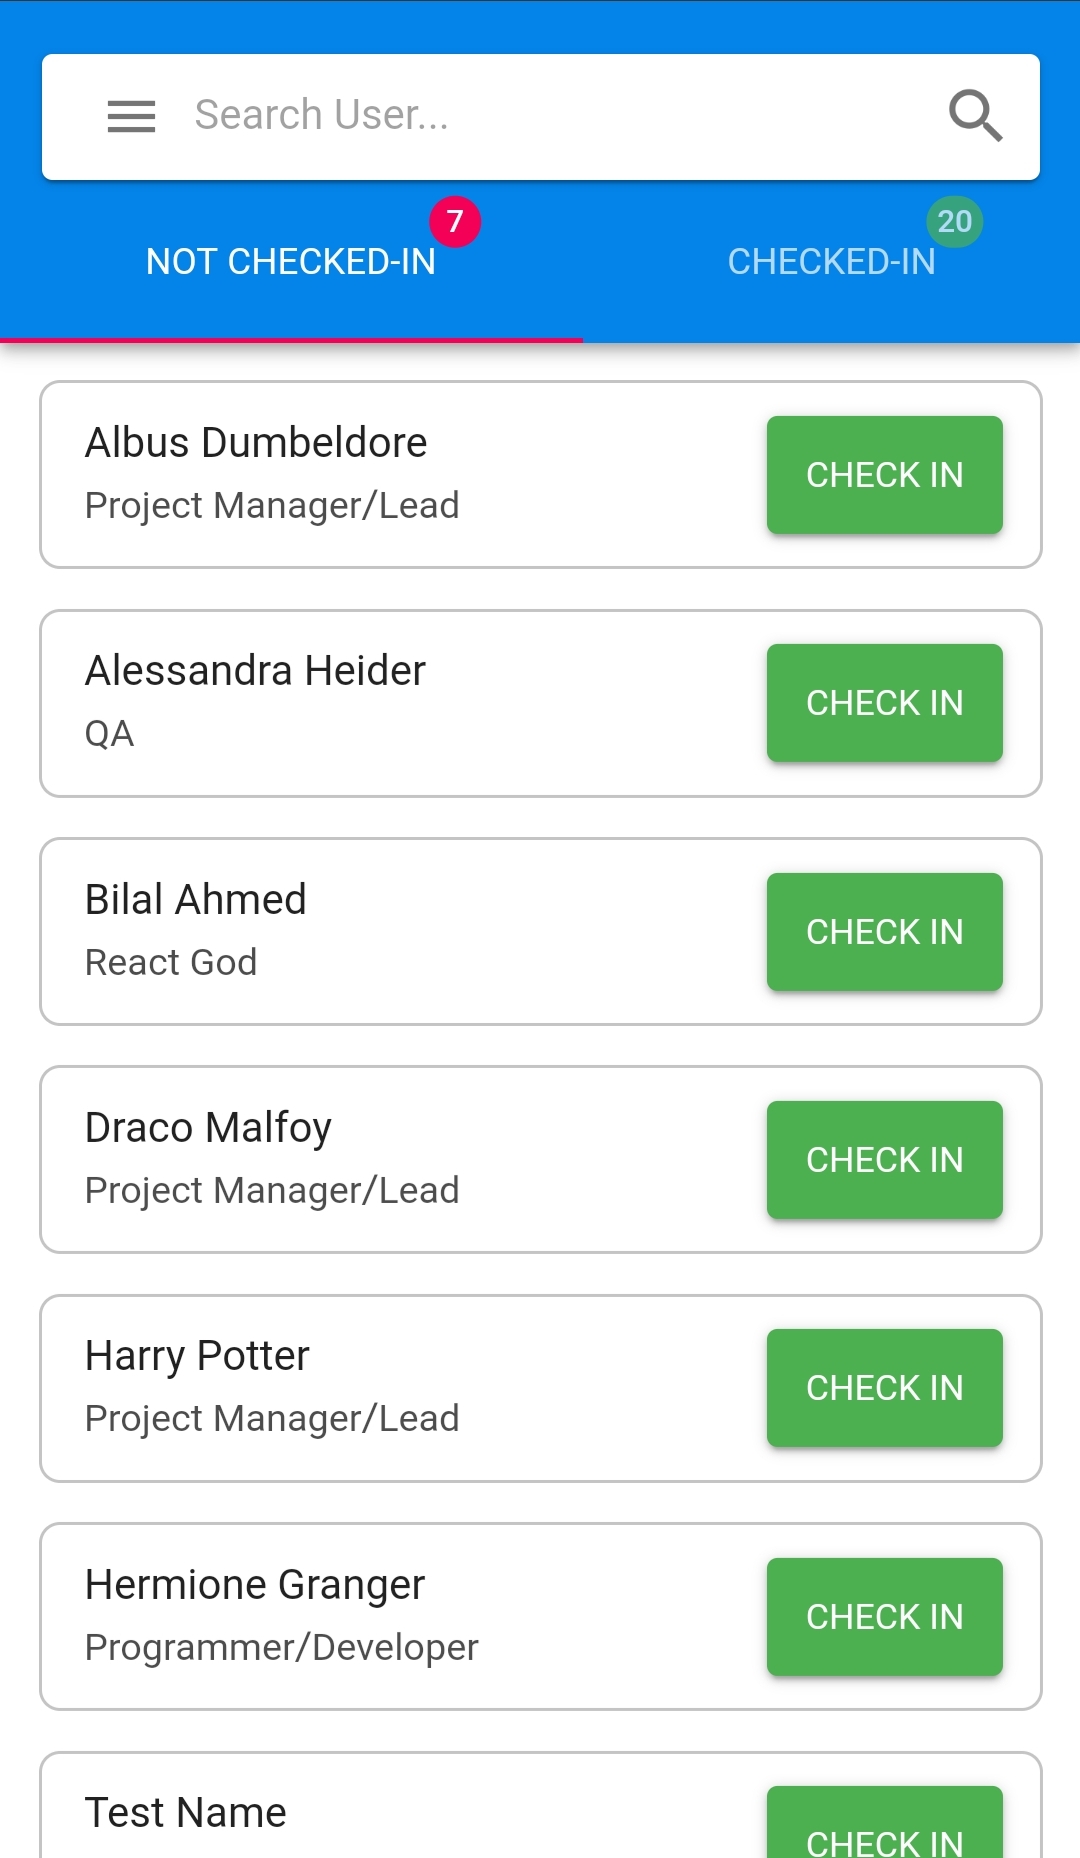 Search User...
7
20
NOT CHECKED-IN
CHECKED-IN
Albus Dumbeldore
Project Manager/Lead
CHECK IN
Alessandra Heider
QA
CHECK IN
Bilal Ahmed
React God
CHECK IN
Draco Malfoy
Project Manager/Lead
CHECK IN
Harry Potter
Project Manager/Lead
CHECK IN
Hermione Granger
Programmer/Developer
CHECK IN
Test Name
CHECK IN